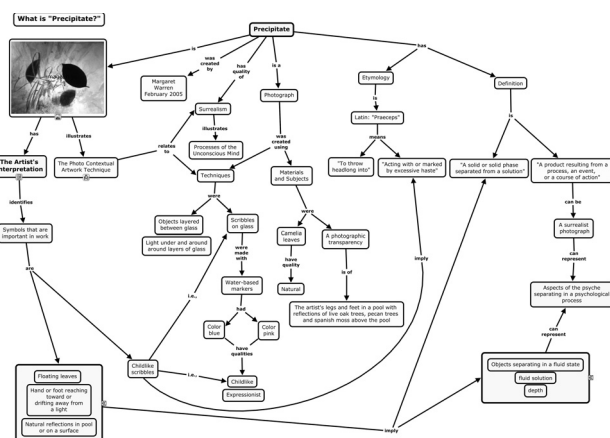 What is "Precipitate?"
Precipitate
is
was
created
by
has
quality
of
is a
has
Margaret
Warren
February 2005
Surrealism
Photograph
Etymology
Definition
has
illustrates
illustrates
is
is
The Artist's
Interpretation
The Photo Contextual
Artwork Technique
relates
to
Processes of the
Unconscious Mind
was
created
using
Latin: "Praeceps"
means
Techniques
Materials
and Subjects
"To throw
headlong into"
"Acting with or marked
by excessive haste"
"A solid or solid phase
separated from a solution"
"A product resulting from a
process, an event,
or a course of action"
identifies
were
were
can be
Symbols that are
important in work
Objects layered
between glass
Light under and around
around layers of glass
Scribbles
on glass
Camelia
leaves
A photographic
transparency
A surrealist
photograph
are
were
made
with
have
quality
is of
imply
can
represent
Water-based
markers
Natural
The artist's legs and feet in a pool with
reflections of live oak trees, pecan trees
and spanish moss above the pool
Aspects of the psyche
separating in a psychological
process
i.e.,
had
Color
blue
Color
pink
have
qualities
can
represent
Childlike
scribbles
i.e.,
Childlike
Expressionist
Floating leaves
Hand or foot reaching
toward or
drifting away from
a light
Natural reflections in pool
or on a surface
Objects separating in a fluid state
fluid solution
depth
imply